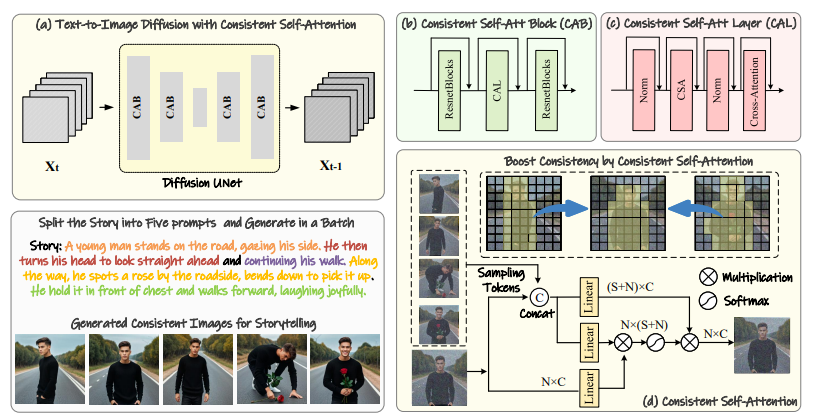 (a) Text-to-Image Diffusion with Consistent Self-Attention
CAB
CAB
CAB
CAB
Xt
Xt-1
Diffusion UNet
Split the Story into Five prompts and Generate in a Batch
Story: A young man stands on the road, gazing his side. He then
turns his head to look straight ahead and continuing his walk. Along
the way, he spots a rose by the roadside, bends down to pick it up.
He hold it in front of chest and walks forward, laughing joyfully.
Generated Consistent Images for Storytelling
(b) Consistent Self-Att Block (CAB)
ResnetBlocks
CAL
ResnetBlocks
(c) Consistent Self-Att Layer (CAL)
Norm
CSA
Norm
Cross-Attention
Boost Consistency by Consistent Self-Attention
Sampling
Tokens
C
Concat
Linear
(S+N)×C
Multiplication
Softmax
Linear
N×(S+N)
N×C
N×C
Linear
(d) Consistent Self-Attention